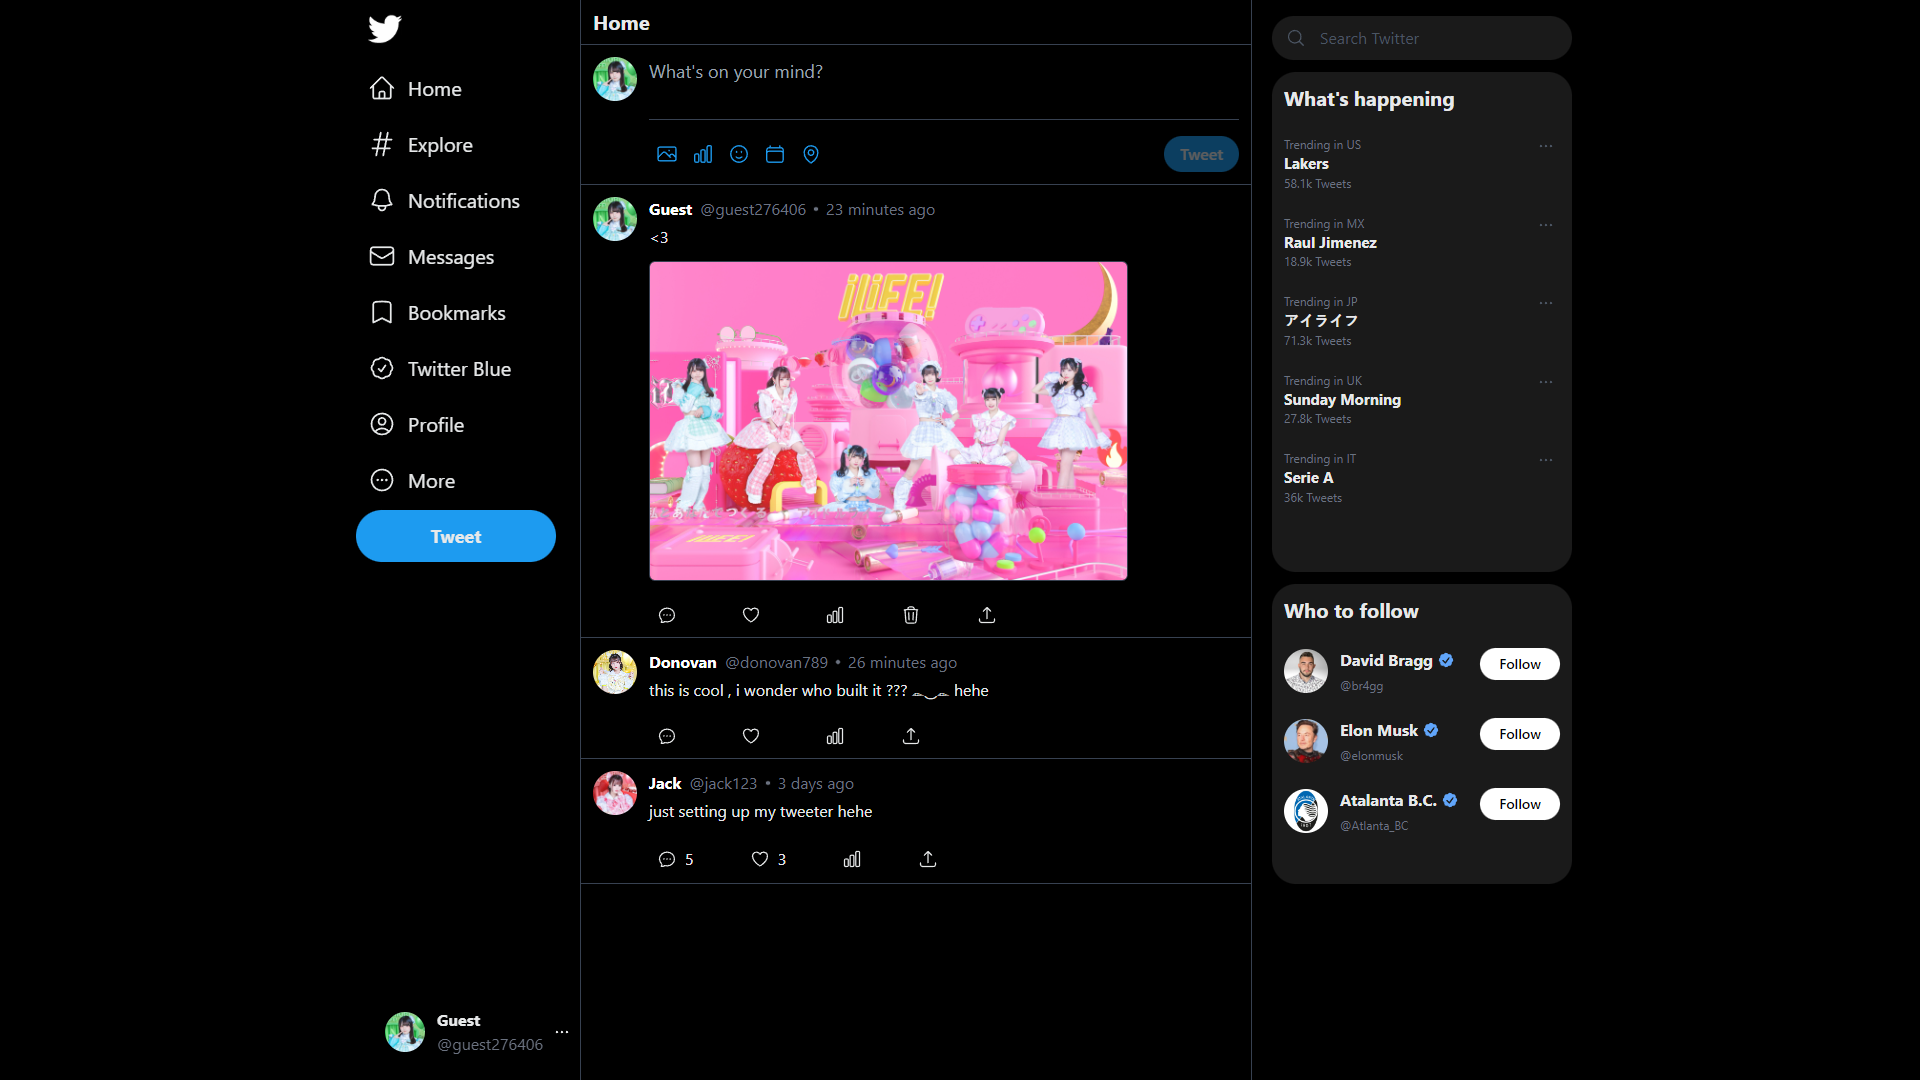 Home
Explore
Notifications
Messages
Bookmarks
Twitter Blue
Profile
More
Tweet
Guest
@guest276406
Home
What's on your mind?
Tweet
Guest @guest276406 • 23 minutes ago
<3
iLiFE!
iLiFE!
Donovan @donovan789 • 26 minutes ago
this is cool , i wonder who built it ??? ෴‿෴ hehe
Jack @jack123 • 3 days ago
just setting up my tweeter hehe
5 3
Search Twitter
What's happening
Trending in US
Lakers
58.1k Tweets
Trending in MX
Raul Jimenez
18.9k Tweets
Trending in JP
アイライフ
71.3k Tweets
Trending in UK
Sunday Morning
27.8k Tweets
Trending in IT
Serie A
36k Tweets
Who to follow
David Bragg
@br4gg
Follow
Elon Musk
@elonmusk
Follow
Atalanta B.C.
@Atlanta_BC
Follow